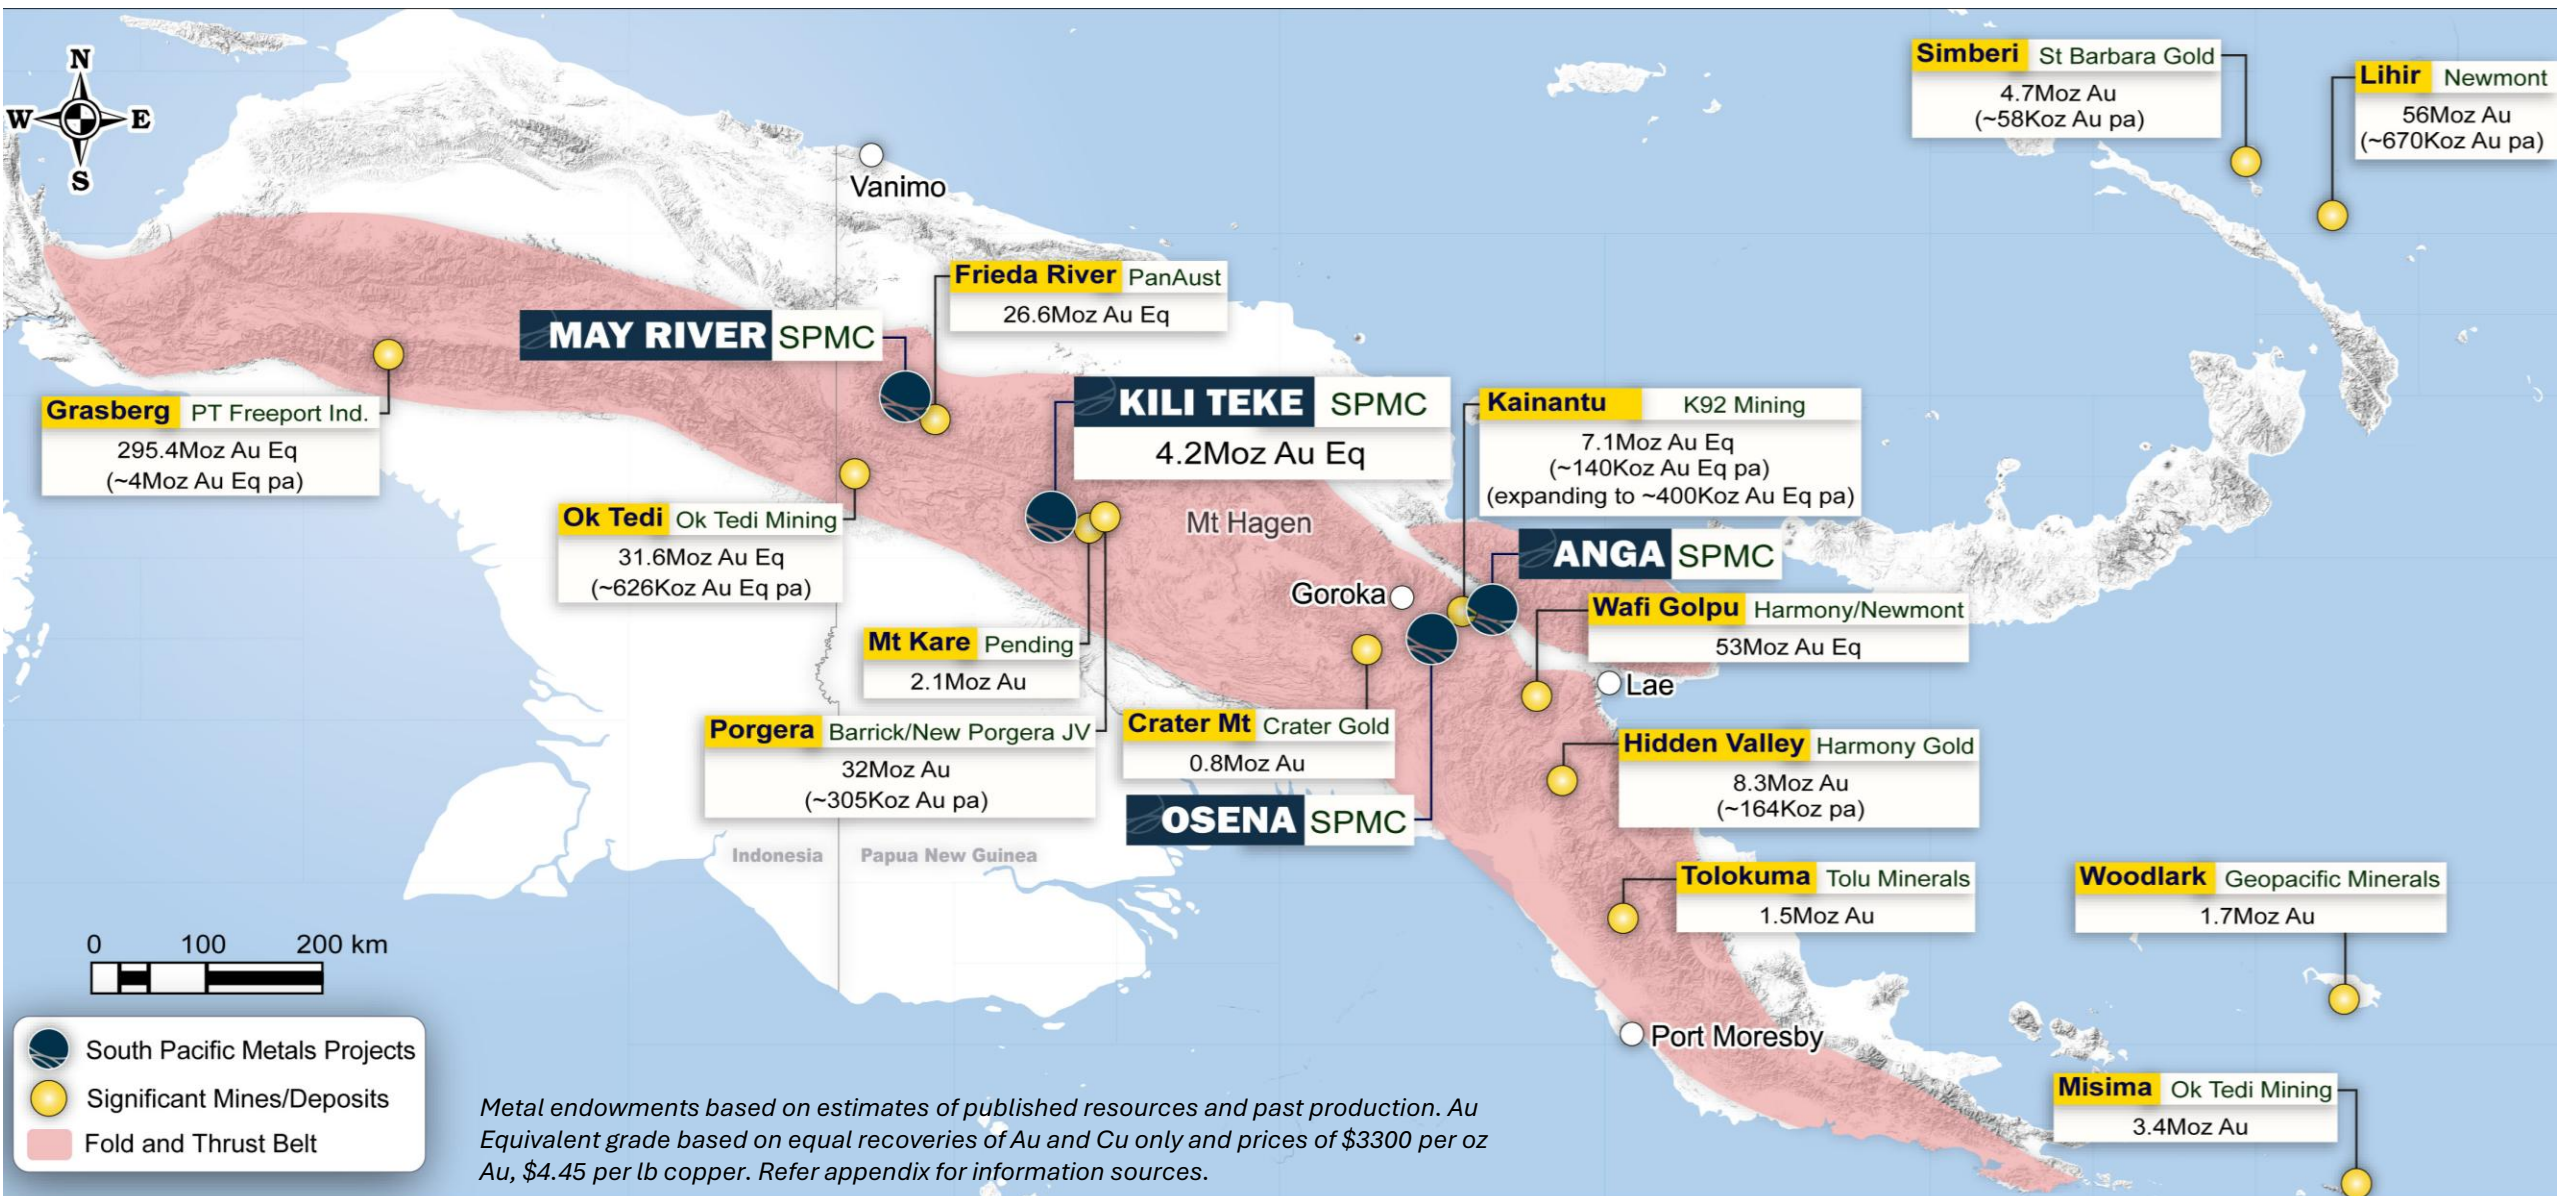 N
W E
S
Simberi St Barbara Gold
4.7Moz Au
(~58Koz Au pa)
Lihir Newmont
56Moz Au
(~670Koz Au pa)
Vanimo
Frieda River PanAust
26.6Moz Au Eq
MAY RIVER SPMC
KILI TEKE SPMC
4.2Moz Au Eq
Kainantu K92 Mining
7.1Moz Au Eq
(~140Koz Au Eq pa)
(expanding to ~400Koz Au Eq pa)
Grasberg PT Freeport Ind.
295.4Moz Au Eq
(~4Moz Au Eq pa)
Ok Tedi Ok Tedi Mining
31.6Moz Au Eq
(~626Koz Au Eq pa)
Mt Hagen
ANGA SPMC
Goroka
Wafi Golpu Harmony/Newmont
53Moz Au Eq
Mt Kare Pending
2.1Moz Au
Lae
Porgera Barrick/New Porgera JV
32Moz Au
(~305Koz Au pa)
Crater Mt Crater Gold
0.8Moz Au
Hidden Valley Harmony Gold
8.3Moz Au
(~164Koz pa)
OSENA SPMC
Indonesia Papua New Guinea
Tolokuma Tolu Minerals
1.5Moz Au
Woodlark Geopacific Minerals
1.7Moz Au
0 100 200 km
Port Moresby
South Pacific Metals Projects
Significant Mines/Deposits
Fold and Thrust Belt
Misima Ok Tedi Mining
3.4Moz Au
Metal endowments based on estimates of published resources and past production. Au
Equivalent grade based on equal recoveries of Au and Cu only and prices of $3300 per oz
Au, $4.45 per lb copper. Refer appendix for information sources.